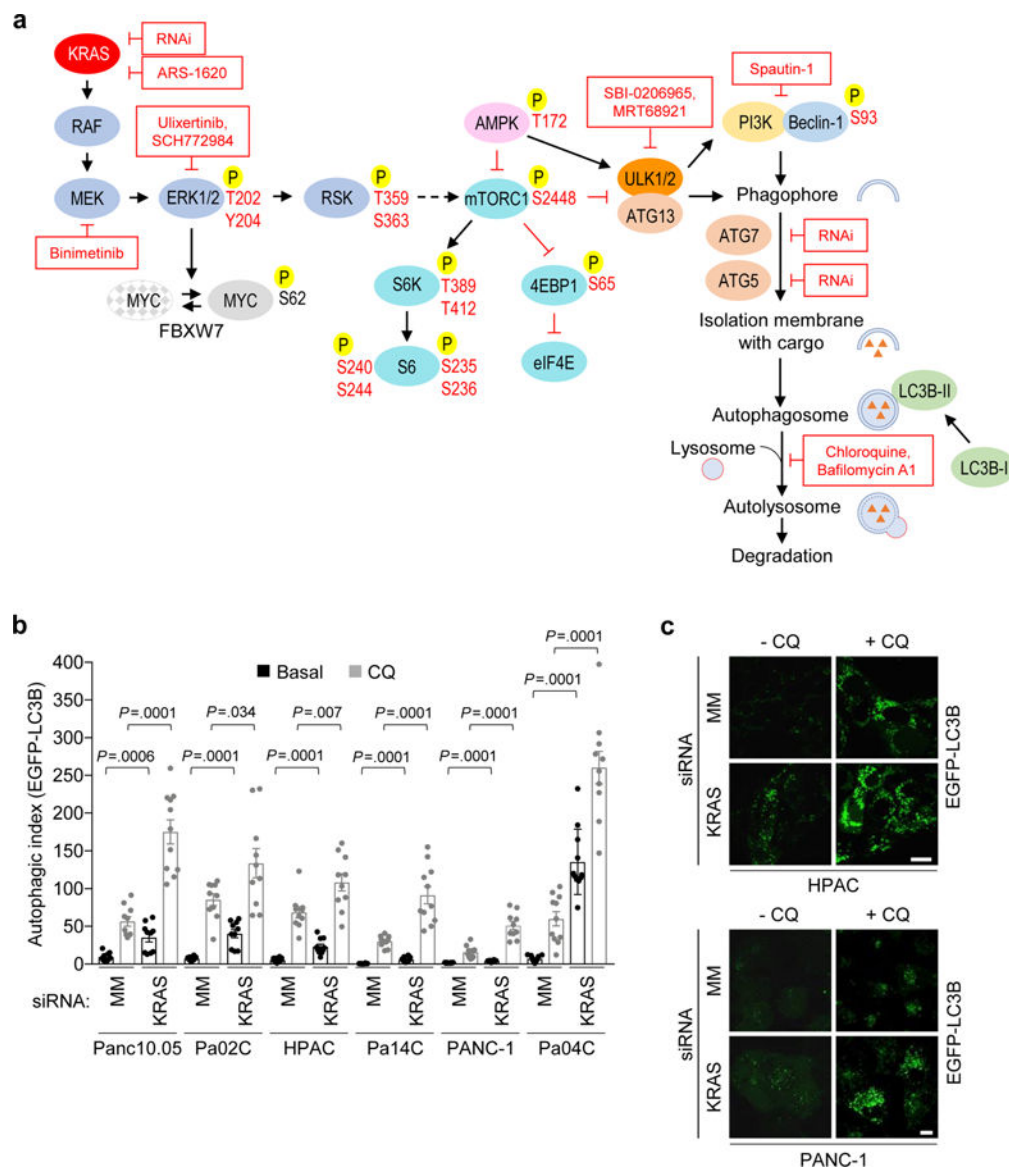 a
KRAS
RNAi
ARS-1620
RAF
Ulixertinib,
SCH772984
MEK
ERK1/2
P
T202
Y204
Binimetinib
RSK
P
T359
S363
MYC
MYC
P
S62
FBXW7
AMPK
P
T172
mTORC1
P
S2448
S6K
P
T389
T412
4EBP1
P
S65
P
S240
S244
S6
P
S235
S236
eIF4E
SBI-0206965,
MRT68921
ULK1/2
ATG13
Spautin-1
PI3K
Beclin-1
P
S93
Phagophore
ATG7
RNAi
ATG5
RNAi
Isolation membrane
with cargo
Autophagosome
LC3B-II
Lysosome
Chloroquine,
Bafilomycin A1
LC3B-I
Autolysosome
Degradation
b
Autophagic index (EGFP-LC3B)
400
350
300
250
200
150
100
50
0
Basal
CQ
P=.0001
P=.0006
P=.034
P=.0001
P=.007
P=.0001
P=.0001
P=.0001
P=.0001
P=.0001
P=.0001
P=.0001
siRNA:
MM
KRAS
MM
KRAS
MM
KRAS
MM
KRAS
MM
KRAS
MM
KRAS
Panc10.05
Pa02C
HPAC
Pa14C
PANC-1
Pa04C
c
- CQ
+ CQ
siRNA
MM
KRAS
EGFP-LC3B
HPAC
- CQ
+ CQ
siRNA
MM
KRAS
EGFP-LC3B
PANC-1